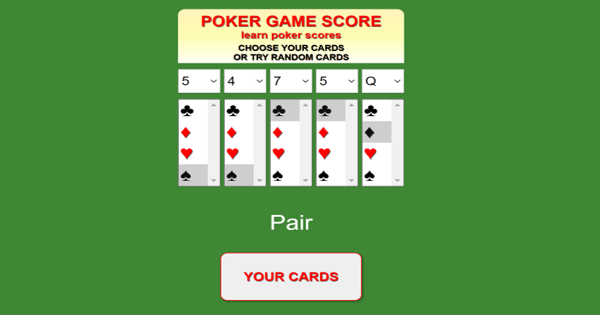 POKER GAME SCORE
learn poker scores
CHOOSE YOUR CARDS
OR TRY RANDOM CARDS
5 4 7 5 Q
Pair
YOUR CARDS